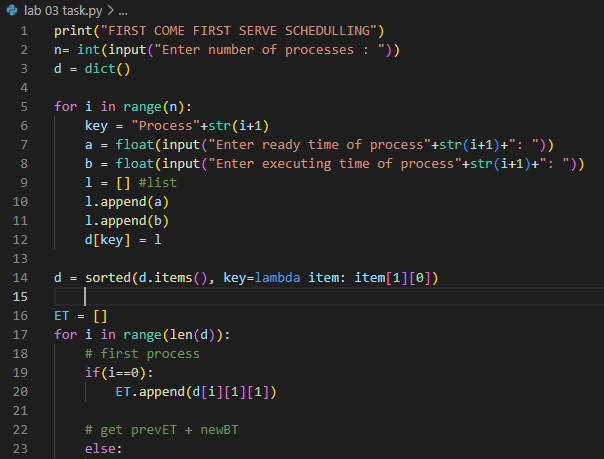 lab 03 task.py > ...
1 print("FIRST COME FIRST SERVE SCHEDULLING")
2 n= int(input("Enter number of processes : "))
3 d = dict()
4
5 for i in range(n):
6     key = "Process"+str(i+1)
7     a = float(input("Enter ready time of process"+str(i+1)+": "))
8     b = float(input("Enter executing time of process"+str(i+1)+": "))
9     l = [] #list
10     l.append(a)
11     l.append(b)
12     d[key] = l
13
14 d = sorted(d.items(), key=lambda item: item[1][0])
15
16 ET = []
17 for i in range(len(d)):
18     # first process
19     if(i==0):
20         ET.append(d[i][1][1])
21
22     # get prevET + newBT
23     else: